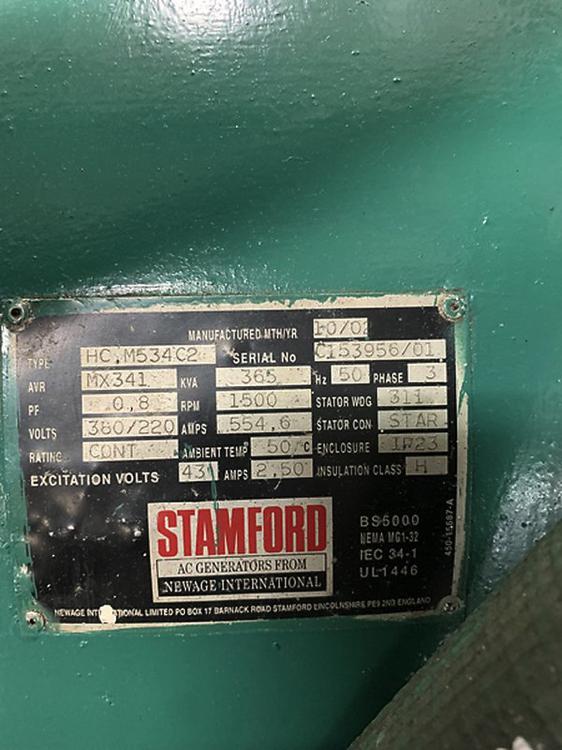 MANUFACTURED MTH/YR 10/02
TYPE HC.M534C2 SERIAL No C153956/01
AVR MX341 KVA 365 Hz 50 PHASE 3
PF 0.8 RPM 1500 STATOR WDG 311
VOLTS 380/220 AMPS 554.6 STATOR CON STAR
RATING CONT AMBIENT TEMP 50/C ENCLOSURE IP23
EXCITATION VOLTS 43 AMPS 2.50 INSULATION CLASS H
STAMFORD
AC GENERATORS FROM
NEWAGE INTERNATIONAL
BS5000
NEMA MG1-32
IEC 34-1
UL1446
450-15687-A
NEWAGE INTERNATIONAL LIMITED PO BOX 17 BARNACK ROAD STAMFORD LINCOLNSHIRE PE9 2NB ENGLAND